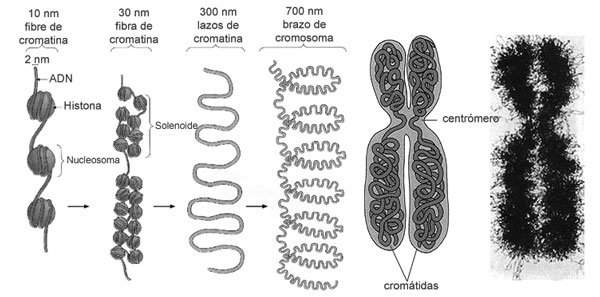 10 nm
fibre de
cromatina
30 nm
fibra de
cromatina
300 nm
lazos de
cromatina
700 nm
brazo de
cromosoma
2 nm
ADN
Histona
Solenoide
centrómero
Nucleosoma
cromátidas